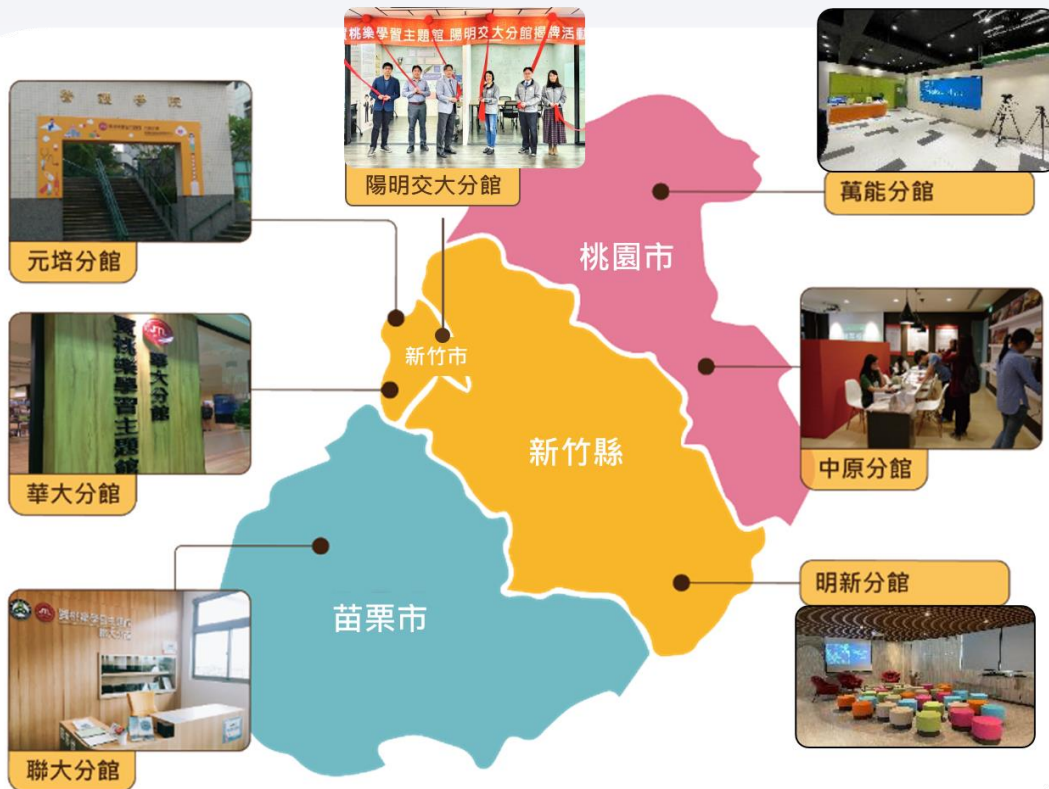 桃樂學習主題館 陽明交大分館揭牌活動
陽明交大分館
萬能分館
元培分館
桃園市
新竹市
華大分館
學習主題館
華大分館
新竹縣
中原分館
明新分館
苗栗市
聯大分館